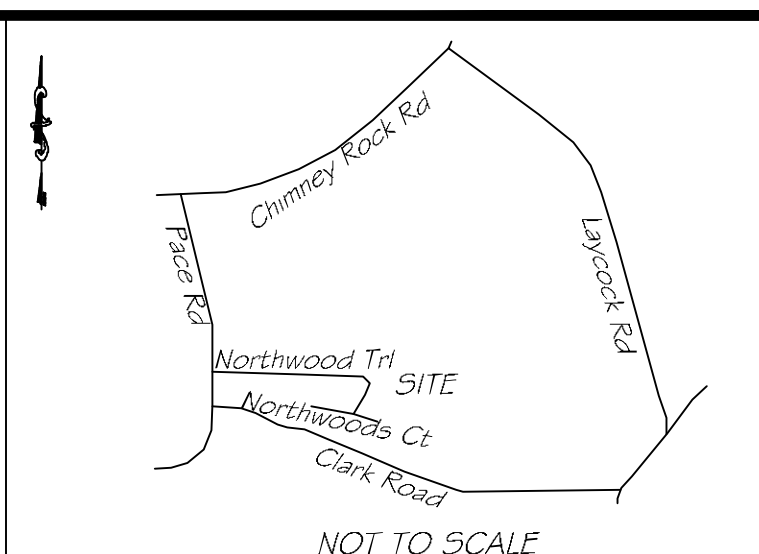 Chimney Rock Rd
Pace Rd
Laycock Rd
Northwood Trl
SITE
Northwoods Ct
Clark Road
NOT TO SCALE